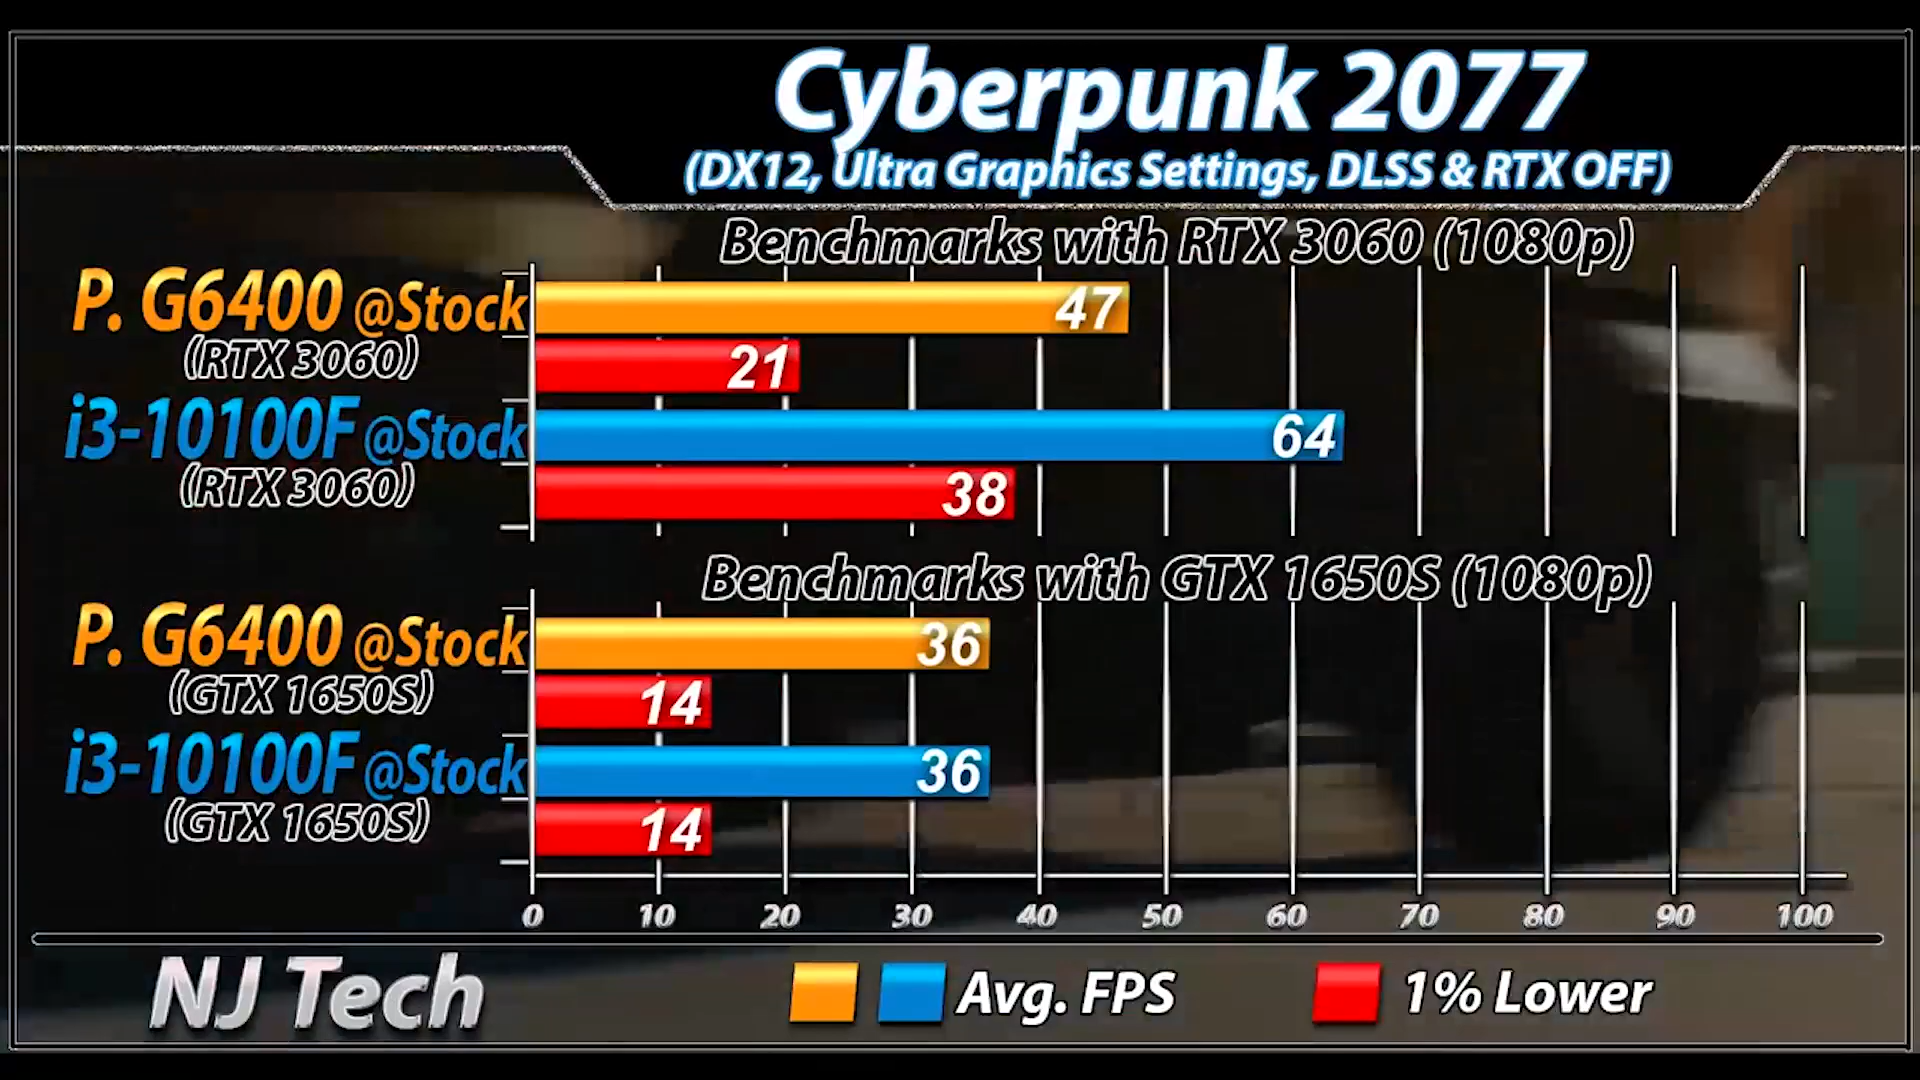 Cyberpunk 2077
(DX12, Ultra Graphics Settings, DLSS & RTX OFF)
Benchmarks with RTX 3060 (1080p)
P. G6400 @Stock
47
(RTX 3060)
21
i3-10100F @Stock
64
(RTX 3060)
38
Benchmarks with GTX 1650S (1080p)
P. G6400 @Stock
36
(GTX 1650S)
14
i3-10100F @Stock
36
(GTX 1650S)
14
0 10 20 30 40 50 60 70 80 90 100
NJ Tech
Avg. FPS
1% Lower